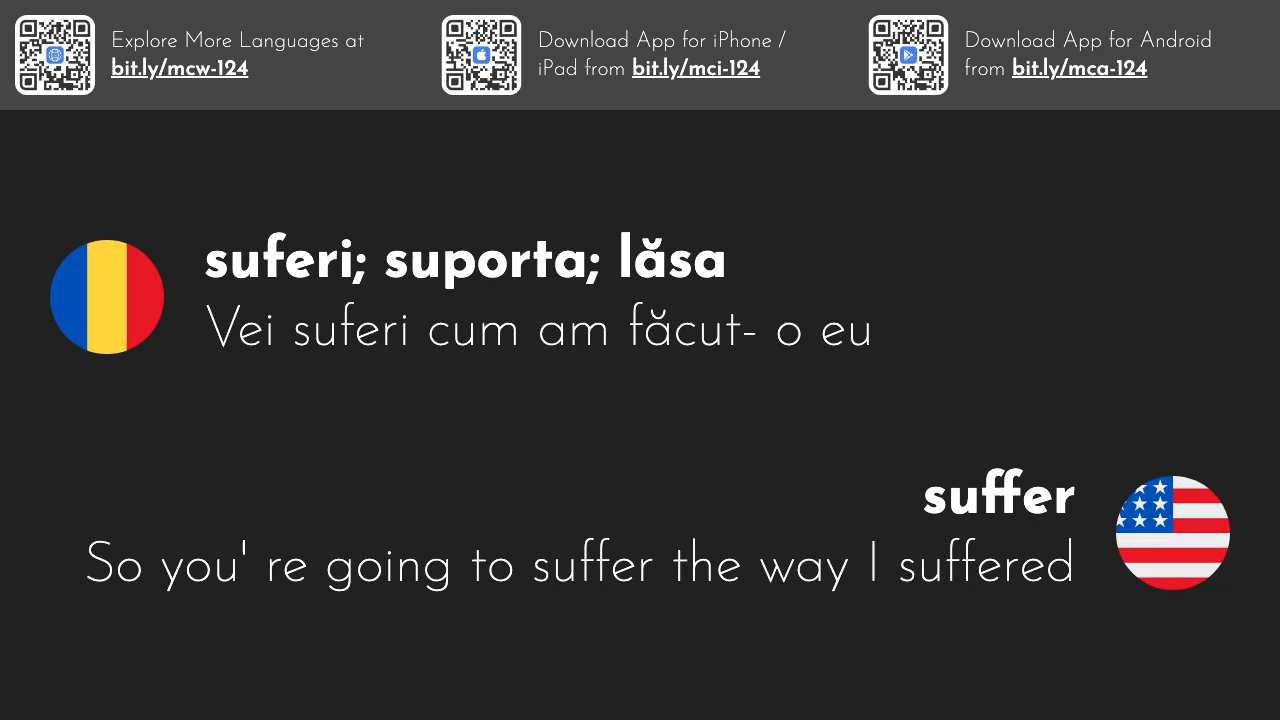 Explore More Languages at
bit.ly/mcw-124
Download App for iPhone /
iPad from bit.ly/mci-124
Download App for Android
from bit.ly/mca-124
suferi; suporta; lăsa
Vei suferi cum am făcut- o eu
suffer
So you' re going to suffer the way I suffered